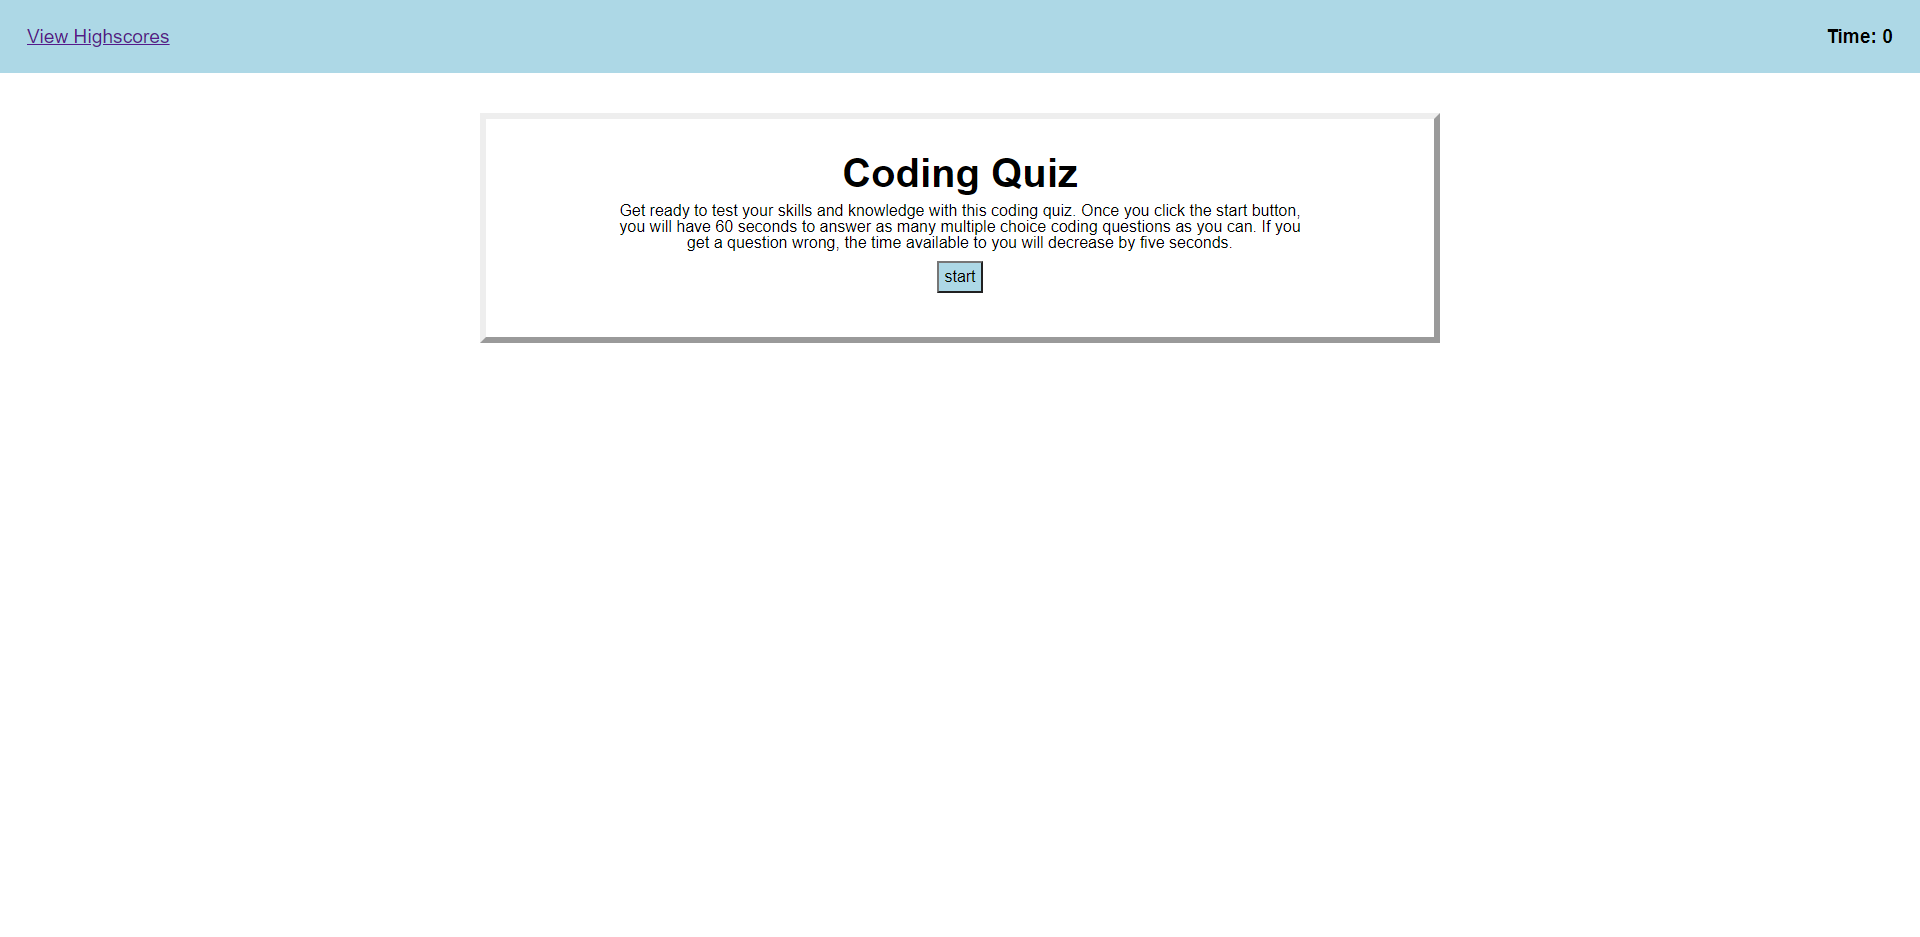 View Highscores
Time: 0
Coding Quiz
Get ready to test your skills and knowledge with this coding quiz. Once you click the start button,
you will have 60 seconds to answer as many multiple choice coding questions as you can. If you
get a question wrong, the time available to you will decrease by five seconds.
start